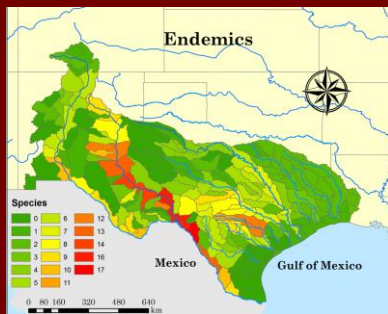 Endemics
Species
0 6 12
1 7 13
2 8 14
3 9 16
4 10 17
5 11
Mexico
Gulf of Mexico
0 80 160 320 480 640
km